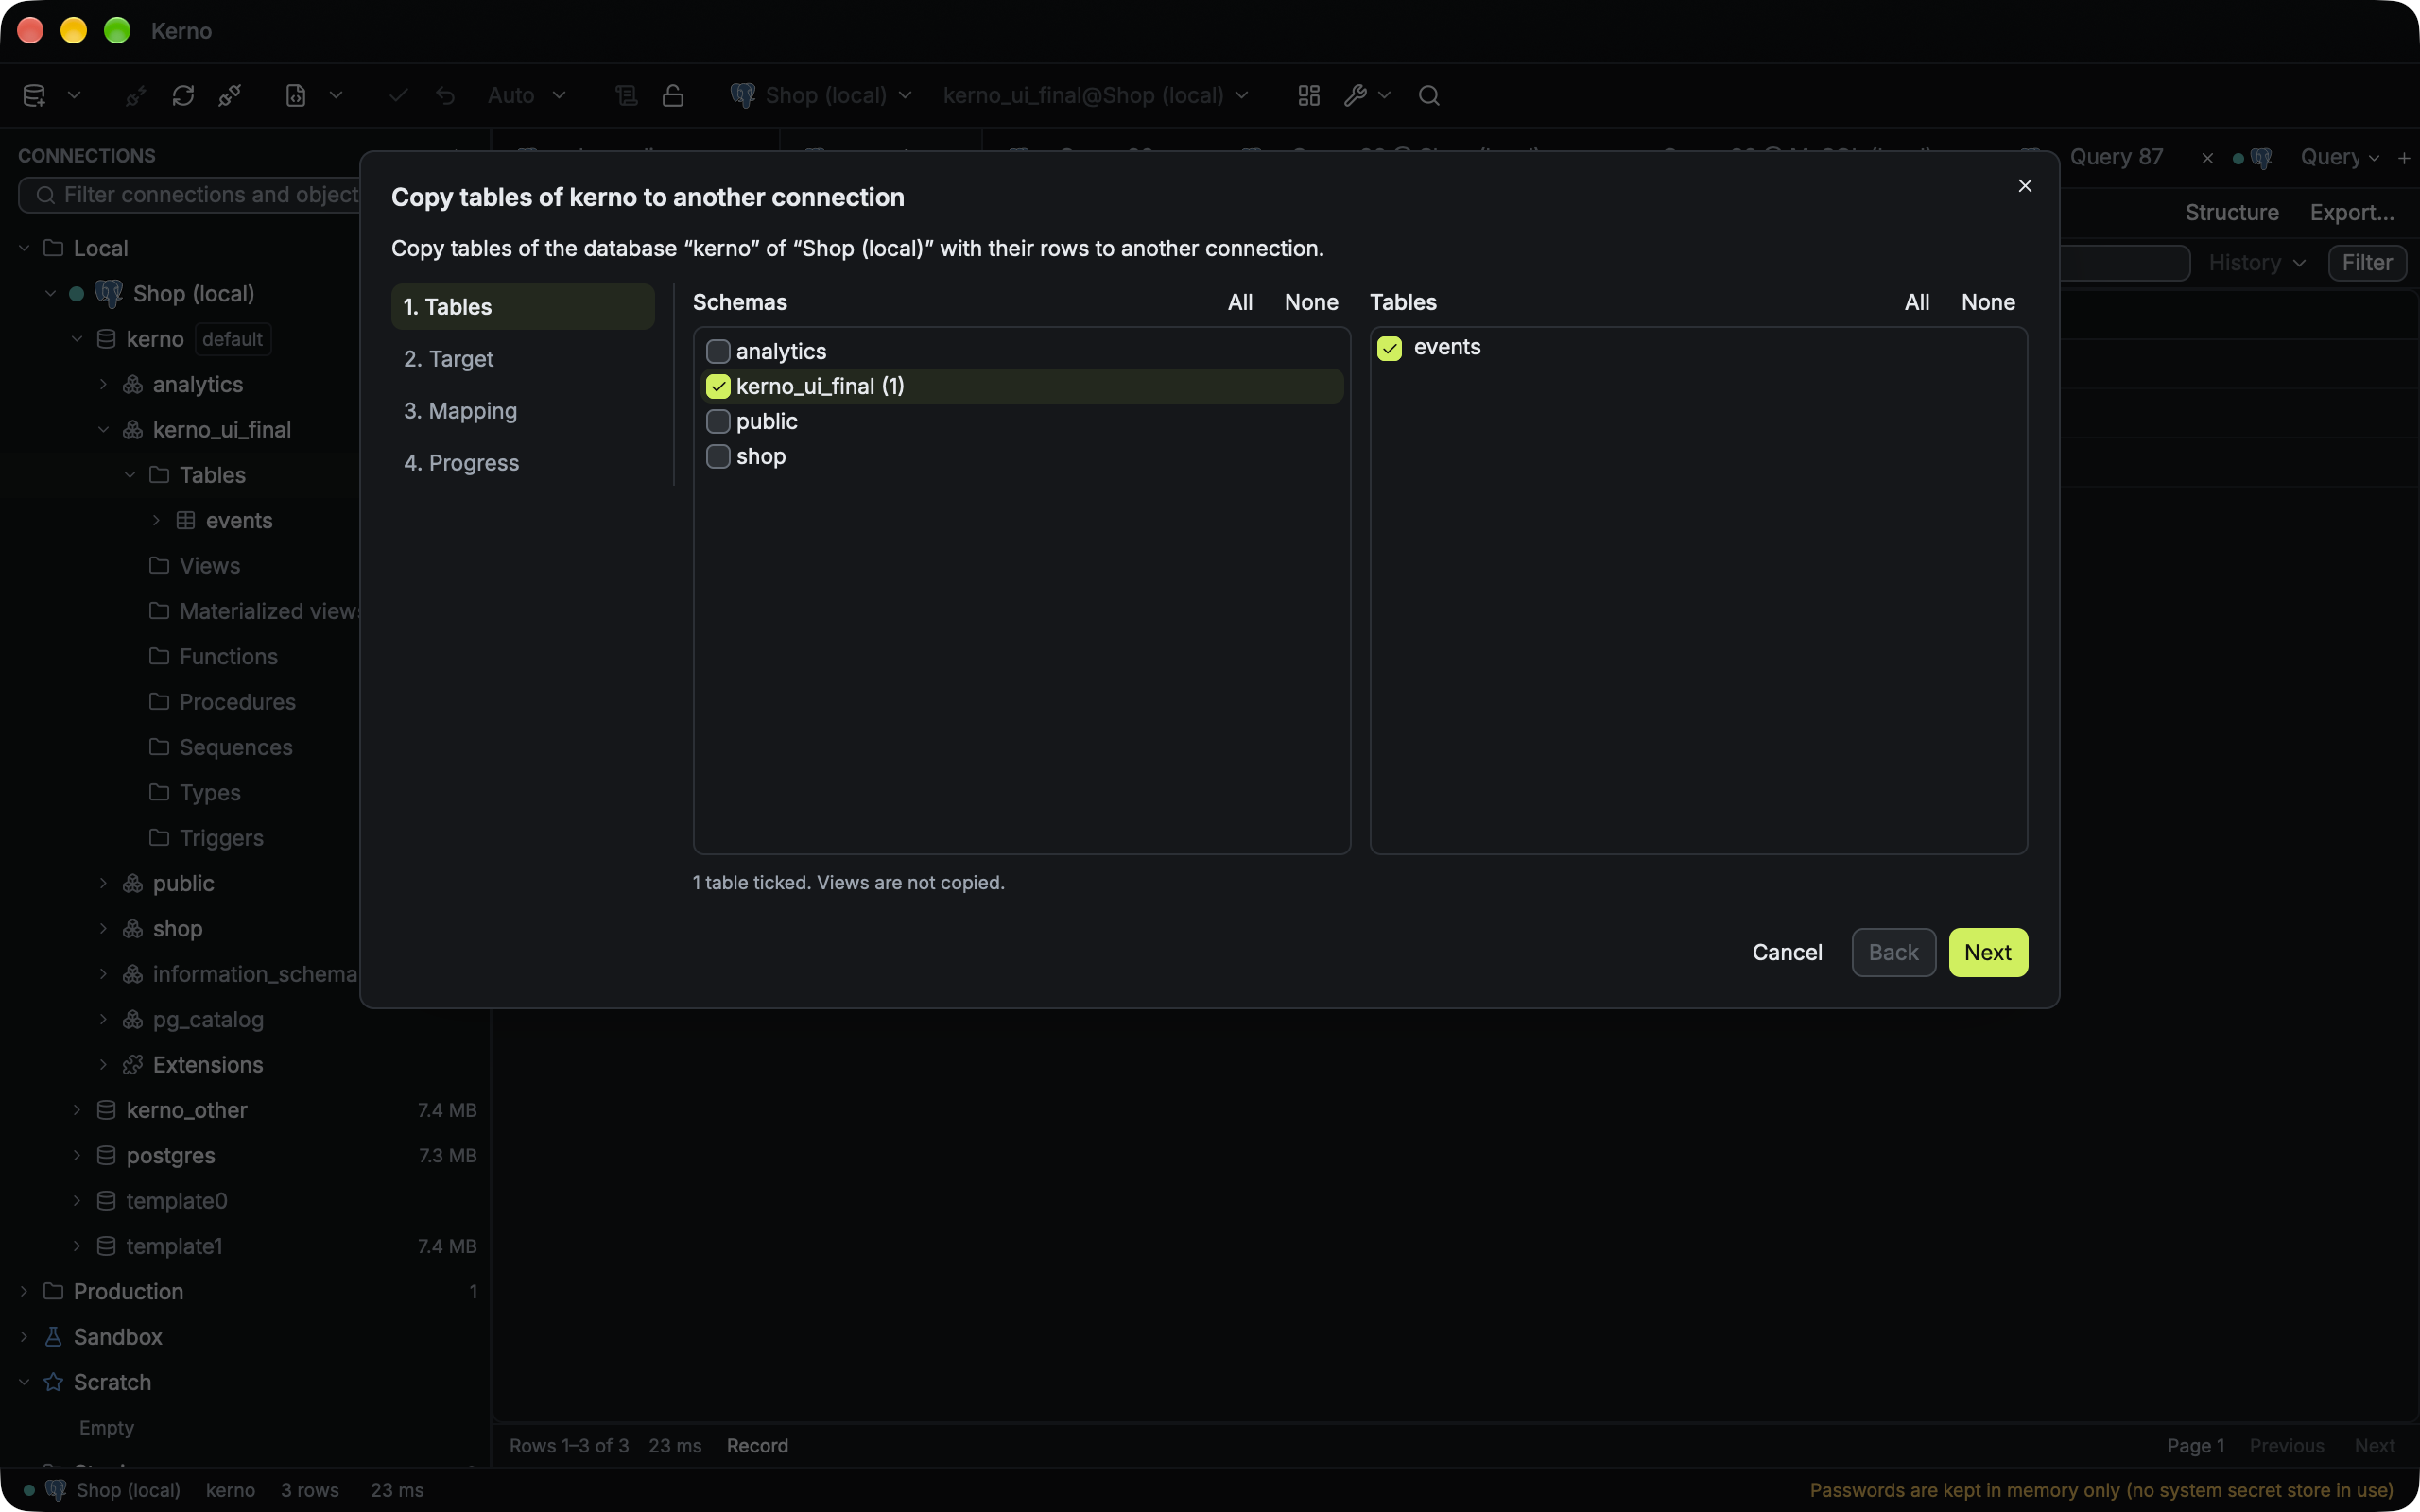 Kerno
Auto
Shop (local)
kerno_ui_final@Shop (local)
CONNECTIONS
Query 87
Query
Filter connections and object
Structure
Export...
History
Filter
Local
Shop (local)
kerno default
analytics
kerno_ui_final
Tables
events
Views
Materialized views
Functions
Procedures
Sequences
Types
Triggers
public
shop
information_schema
pg_catalog
Extensions
kerno_other 7.4 MB
postgres 7.3 MB
template0
template1 7.4 MB
Production 1
Sandbox
Scratch
Empty
Copy tables of kerno to another connection
Copy tables of the database “kerno” of “Shop (local)” with their rows to another connection.
1. Tables
2. Target
3. Mapping
4. Progress
Schemas All None
analytics
kerno_ui_final (1)
public
shop
Tables All None
events
1 table ticked. Views are not copied.
Cancel Back Next
Rows 1–3 of 3 23 ms Record
Page 1 Previous Next
Shop (local) kerno 3 rows 23 ms
Passwords are kept in memory only (no system secret store in use)